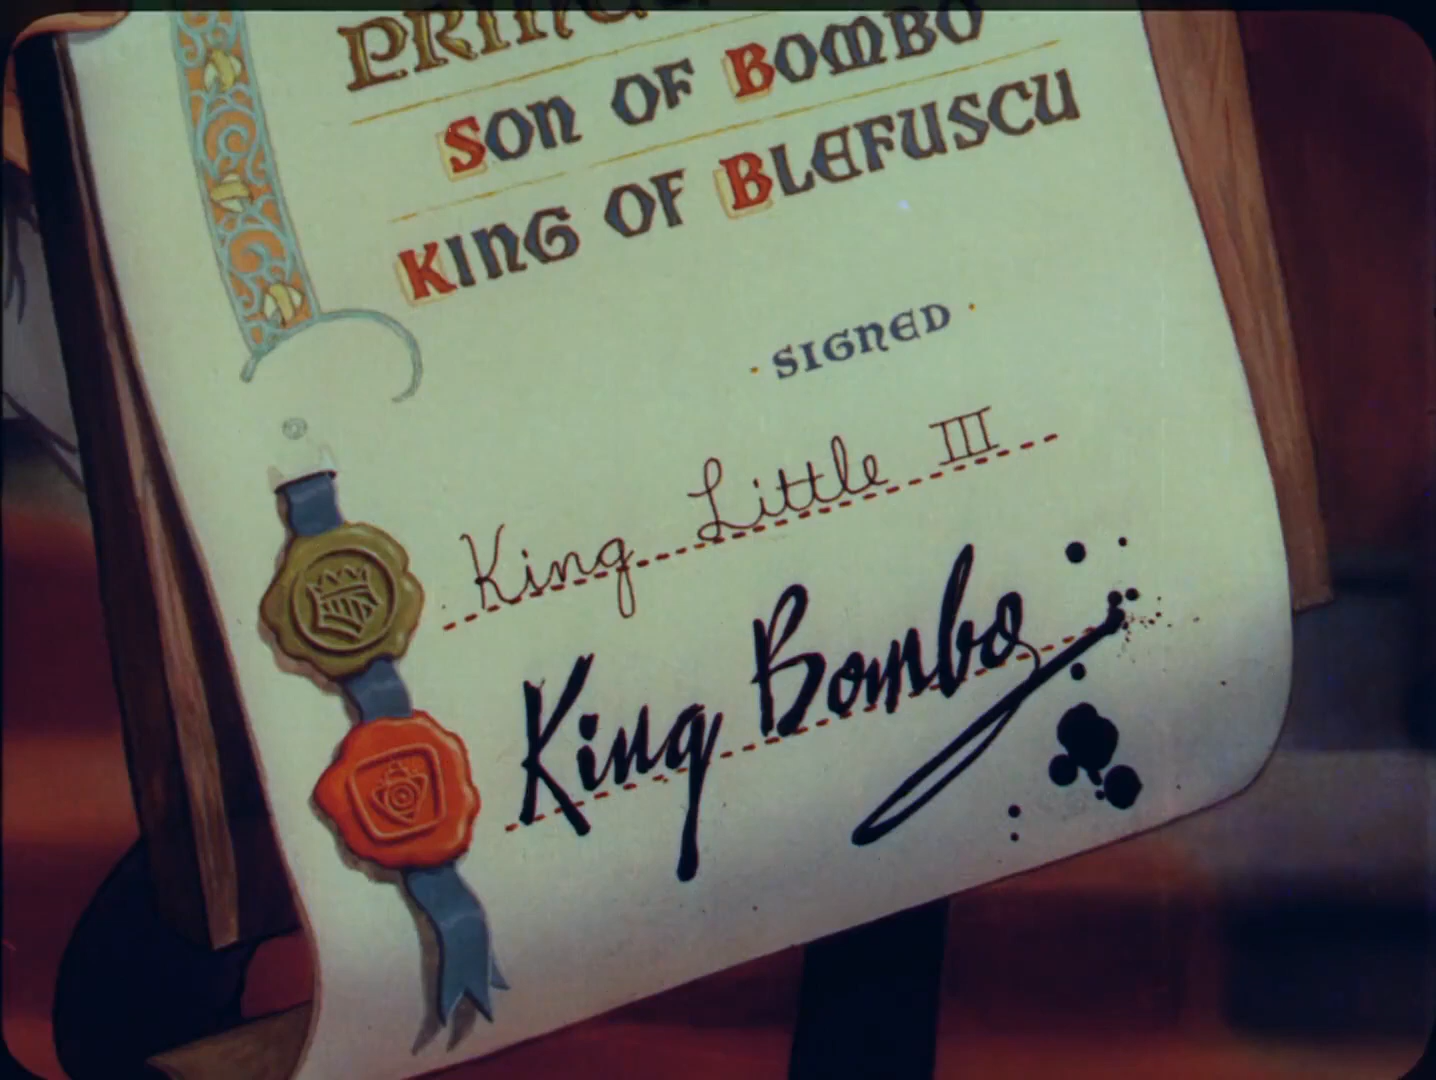 SON OF BOMBO
KING OF BLEFUSCU
· SIGNED ·
King Little III
King Bombo